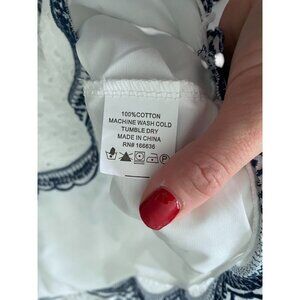 100%COTTON
MACHINE WASH COLD
TUMBLE DRY
MADE IN CHINA
RN# 166636